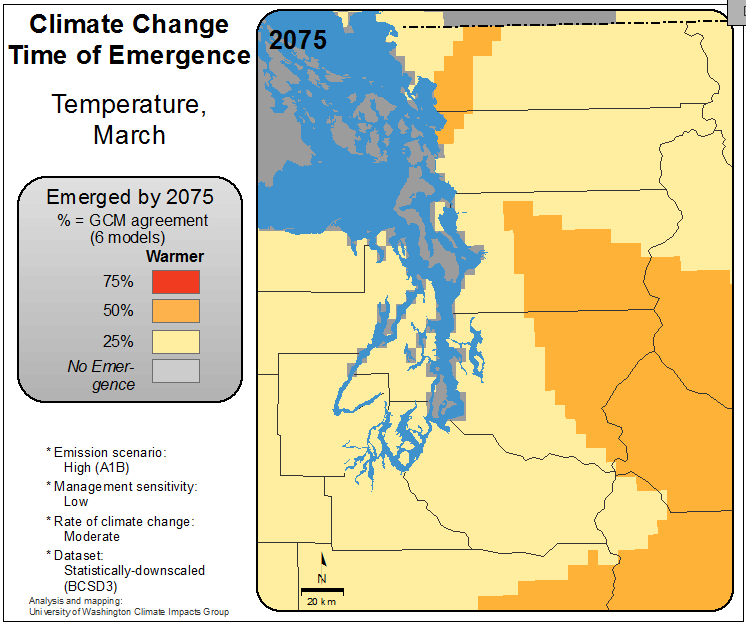 Climate Change
Time of Emergence
Temperature,
March
Emerged by 2075
% = GCM agreement
(6 models)
Warmer
75%
50%
25%
No Emer-
gence
* Emission scenario:
High (A1B)
* Management sensitivity:
Low
* Rate of climate change:
Moderate
* Dataset:
Statistically-downscaled
(BCSD3)
Analysis and mapping:
University of Washington Climate Impacts Group
2075
N
20 km